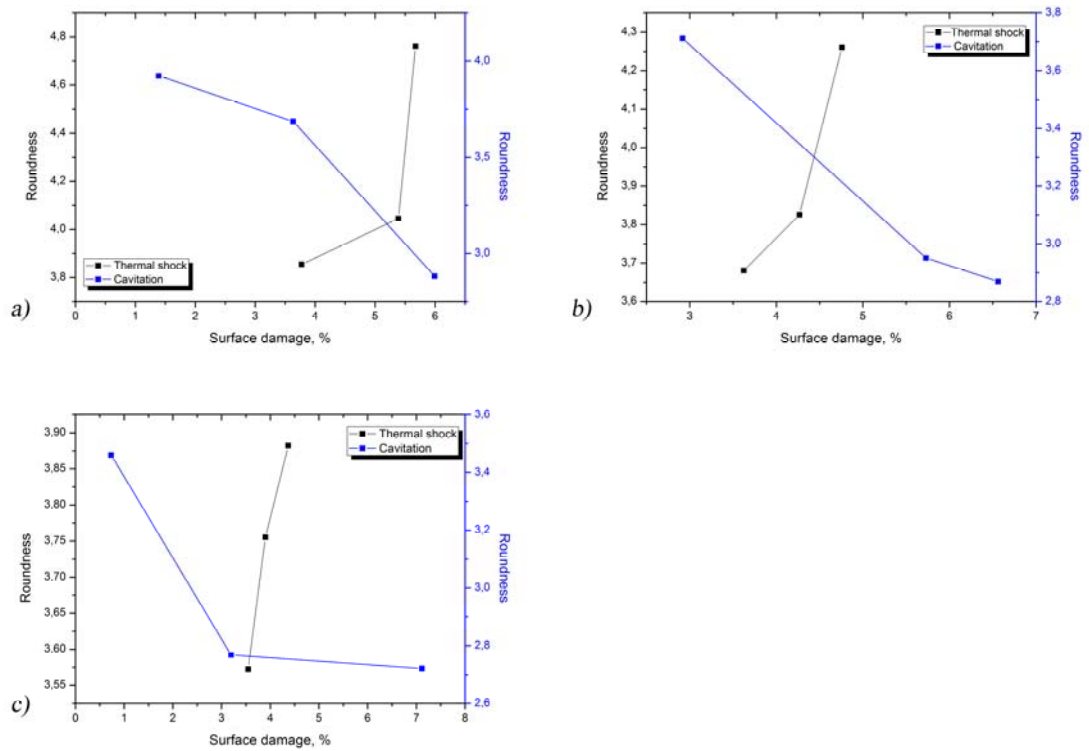 4,8
4,6
4,4
4,2
4,0
3,8
Roundness
4,0
3,5
3,0
Roundness
Thermal shock
Cavitation
0 1 2 3 4 5 6
Surface damage, %
a)
4,3
4,2
4,1
4,0
3,9
3,8
3,7
3,6
Roundness
3,8
3,6
3,4
3,2
3,0
2,8
Roundness
Thermal shock
Cavitation
3 4 5 6 7
Surface damage, %
b)
3,90
3,85
3,80
3,75
3,70
3,65
3,60
3,55
Roundness
3,6
3,4
3,2
3,0
2,8
2,6
Roundness
Thermal shock
Cavitation
0 1 2 3 4 5 6 7 8
Surface damage, %
c)